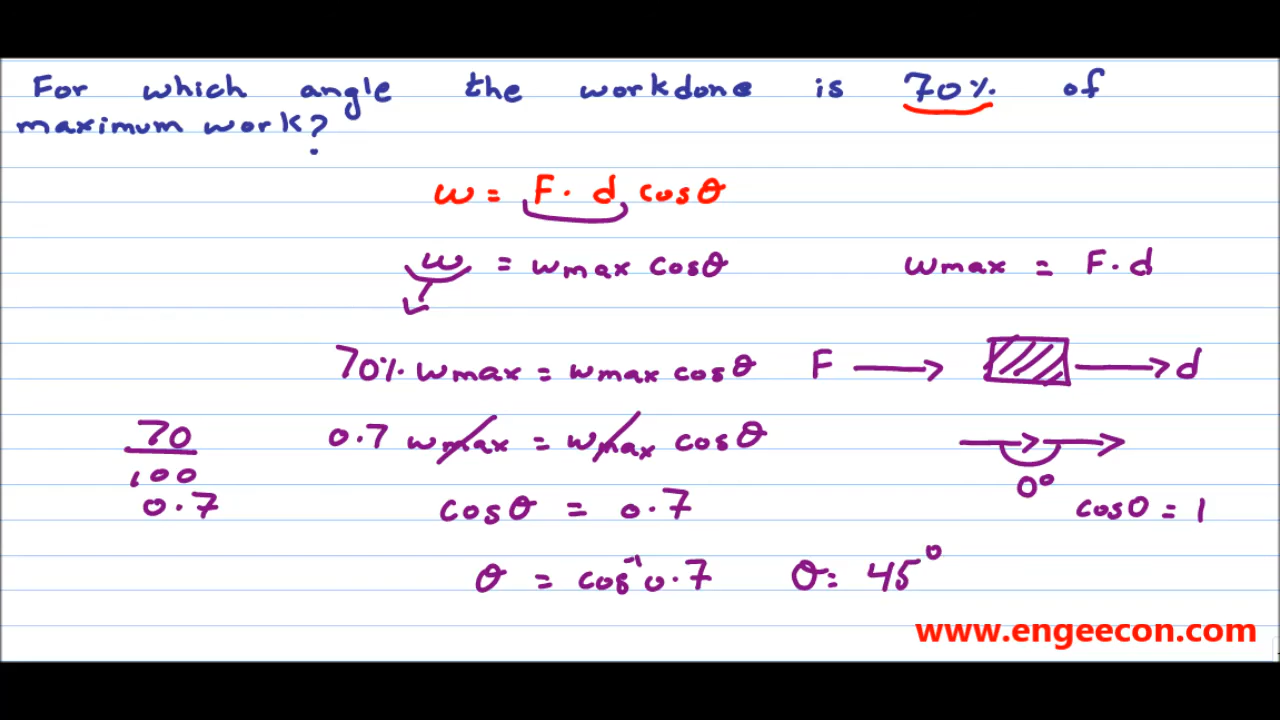 For which angle the workdone is 70% of
maximum work?
w = F. d cosθ
w = wmax cosθ
wmax = F.d
70% wmax = wmax cosθ
F
d
70
100
0.7
0.7 wmax = wmax cosθ
0°
cosθ = 0.7
cos0 = 1
θ = cos⁻¹0.7 θ= 45°
www.engeecon.com